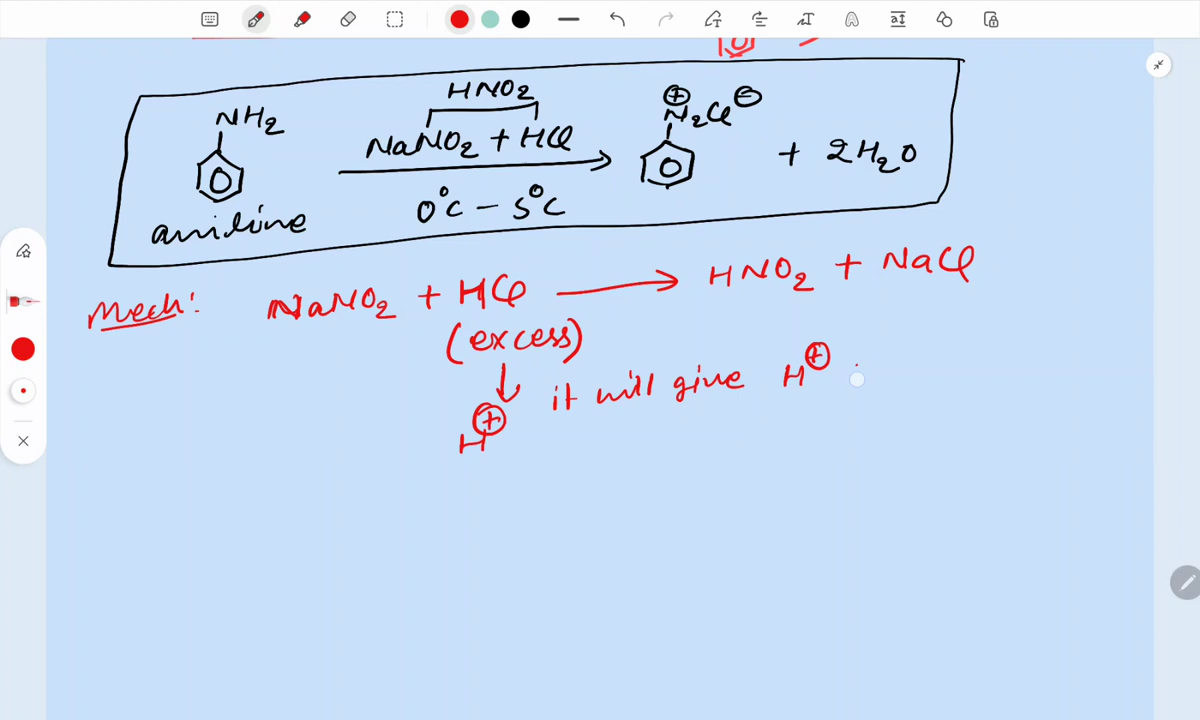 NH2
aniline
HNO2
NaNO2 + HCl
0°C - 5°C
⊕ ⊖
N2Cl
+ 2H2O
Mech: NaNO2 + HCl ⟶ HNO2 + NaCl
(excess)
↓ it will give H⊕
H⊕